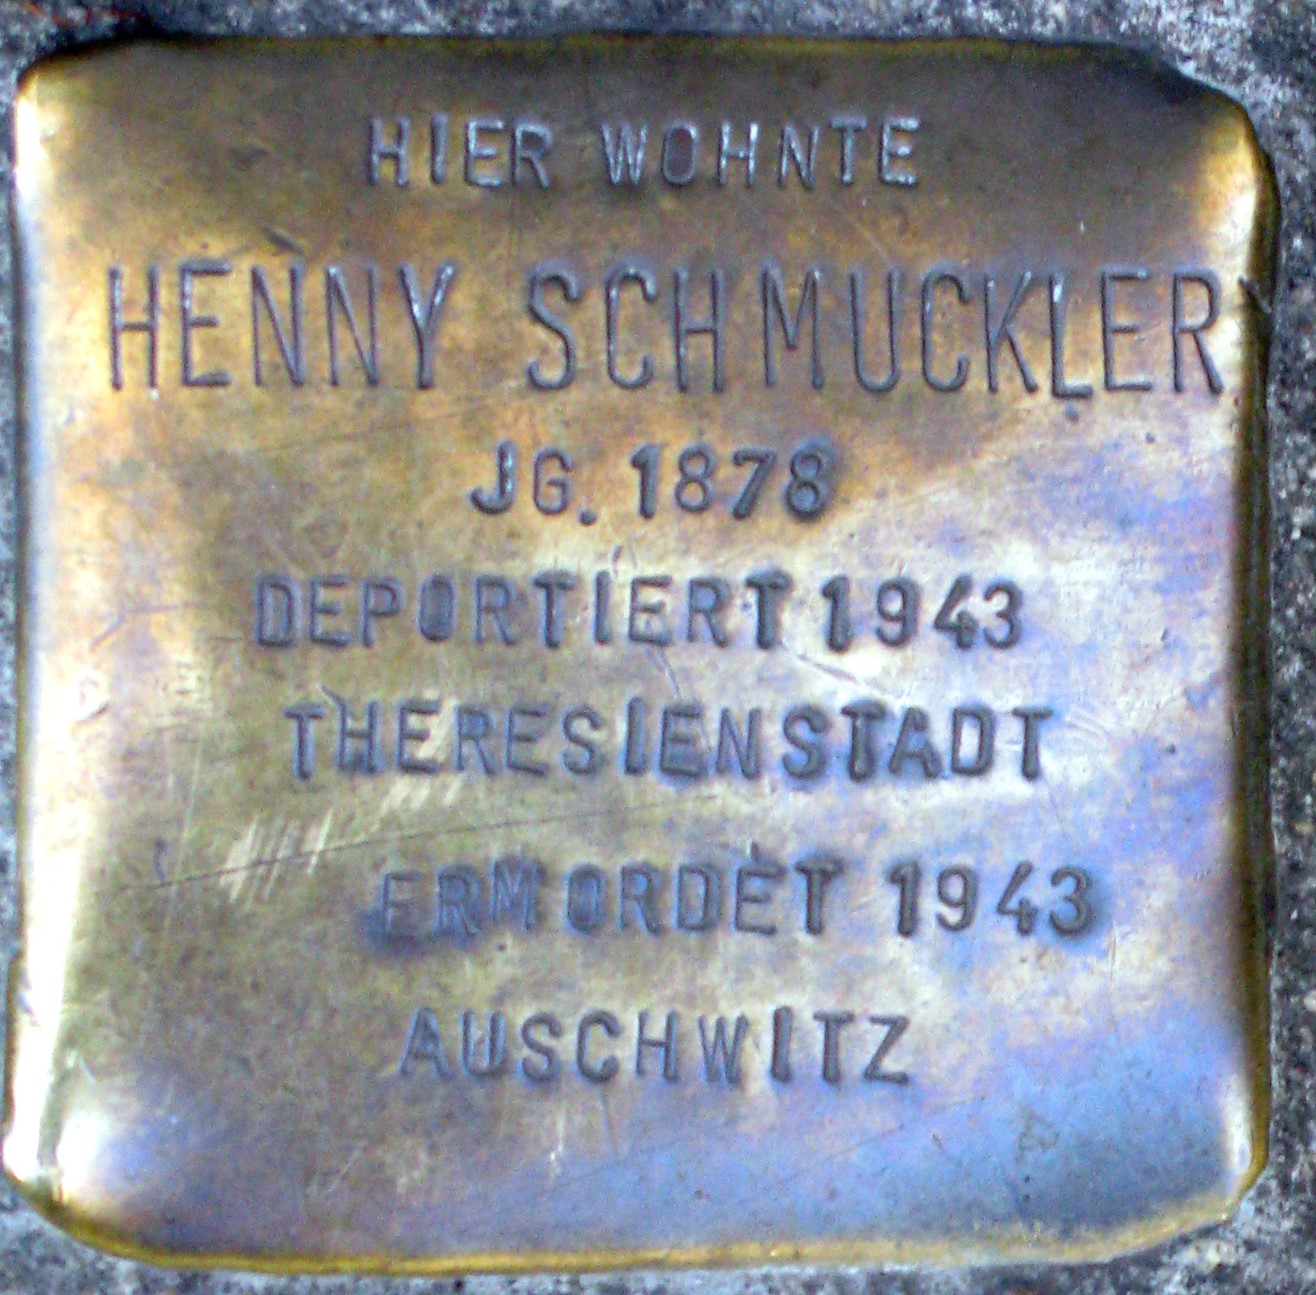 HIER WOHNTE
HENNY SCHMUCKLER
JG. 1878
DEPORTIERT 1943
THERESIENSTADT
ERMORDET 1943
AUSCHWITZ